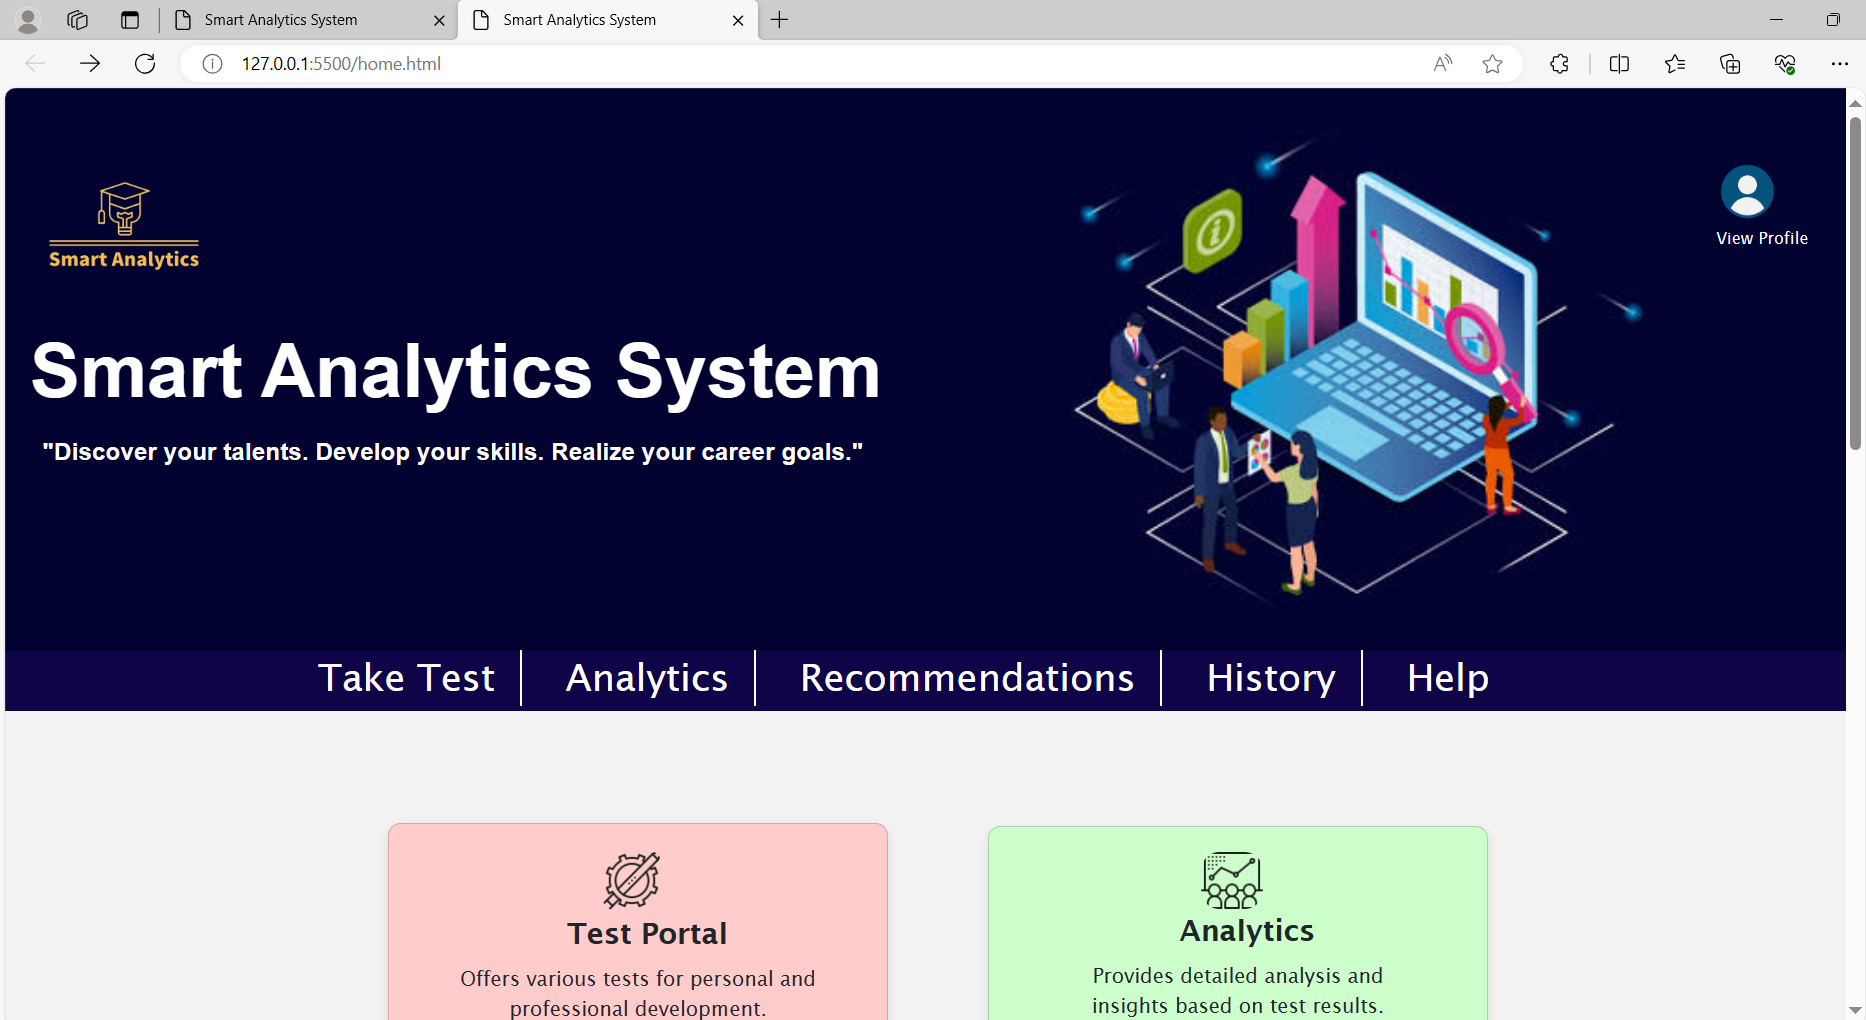 Smart Analytics System
Smart Analytics System
127.0.0.1:5500/home.html
Smart Analytics
View Profile
Smart Analytics System
"Discover your talents. Develop your skills. Realize your career goals."
Take Test
Analytics
Recommendations
History
Help
Test Portal
Offers various tests for personal and
professional development.
Analytics
Provides detailed analysis and
insights based on test results.